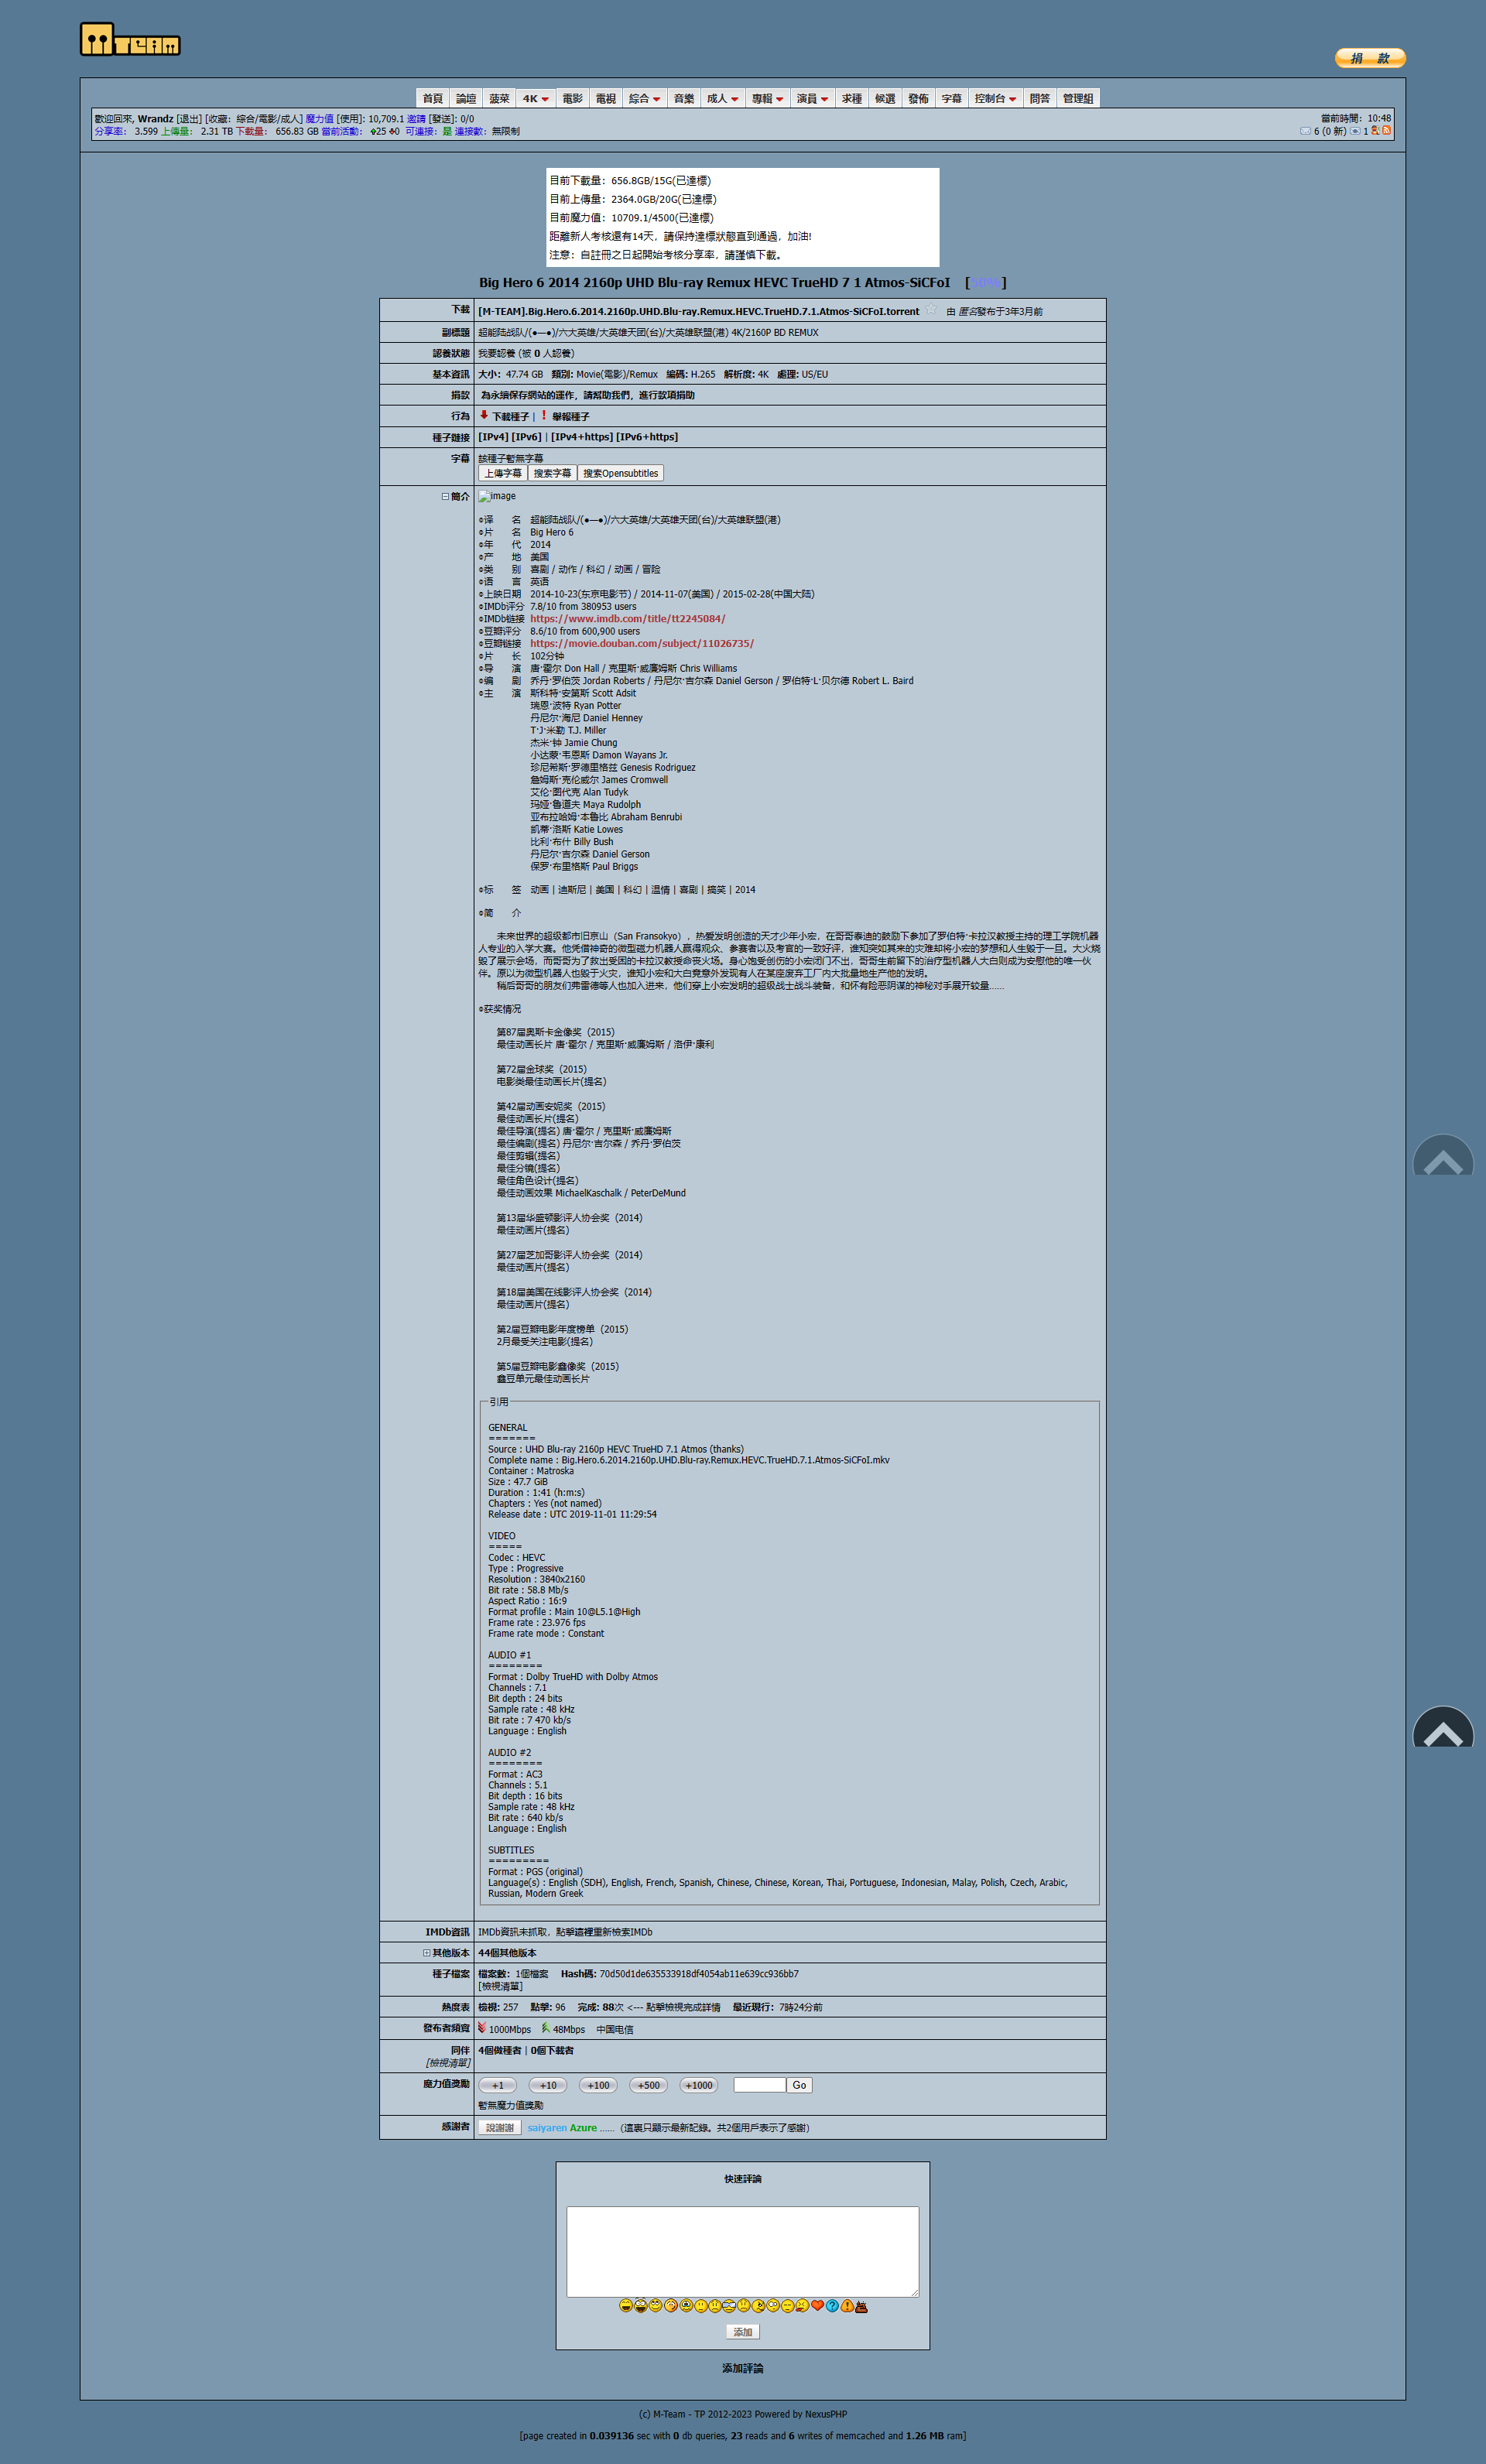 捐 款
首頁 論壇 菠菜 4K 電影 電視 綜合 音樂 成人 專輯 演員 求種 候選 發佈 字幕 控制台 問答 管理組
歡迎回來, Wrandz [退出] [收藏: 綜合/電影/成人] 魔力值 [使用]: 10,709.1 邀請 [發送]: 0/0
當前時間: 10:48
分享率: 3.599 上傳量: 2.31 TB 下載量: 656.83 GB 當前活動: 25 0 可連接: 是 連接數: 無限制
6 (0 新) 1
目前下載量: 656.8GB/15G(已達標)
目前上傳量: 2364.0GB/20G(已達標)
目前魔力值: 10709.1/4500(已達標)
距離新人考核還有14天, 請保持達標狀態直到通過, 加油!
注意: 自註冊之日起開始考核分享率, 請謹慎下載。
Big Hero 6 2014 2160p UHD Blu-ray Remux HEVC TrueHD 7 1 Atmos-SiCFoI [50%]
下載 [M-TEAM].Big.Hero.6.2014.2160p.UHD.Blu-ray.Remux.HEVC.TrueHD.7.1.Atmos-SiCFoI.torrent 由 匿名發布于3年3月前
副標題 超能陆战队/(●—●)/六大英雄/大英雄天团(台)/大英雄联盟(港) 4K/2160P BD REMUX
認養狀態 我要認養 (被 0 人認養)
基本資訊 大小: 47.74 GB 類別: Movie(電影)/Remux 編碼: H.265 解析度: 4K 處理: US/EU
捐款 為永續保存網站的運作, 請幫助我們, 進行款項捐助
行為 下載種子 | 舉報種子
種子鏈接 [IPv4] [IPv6] | [IPv4+https] [IPv6+https]
字幕 該種子暫無字幕
上傳字幕 搜索字幕 搜索Opensubtitles
簡介 image
◎译 名 超能陆战队/(●—●)/六大英雄/大英雄天团(台)/大英雄联盟(港)
◎片 名 Big Hero 6
◎年 代 2014
◎产 地 美国
◎类 别 喜剧 / 动作 / 科幻 / 动画 / 冒险
◎语 言 英语
◎上映日期 2014-10-23(东京电影节) / 2014-11-07(美国) / 2015-02-28(中国大陆)
◎IMDb评分 7.8/10 from 380953 users
◎IMDb链接 https://www.imdb.com/title/tt2245084/
◎豆瓣评分 8.6/10 from 600,900 users
◎豆瓣链接 https://movie.douban.com/subject/11026735/
◎片 长 102分钟
◎导 演 唐·霍尔 Don Hall / 克里斯·威廉姆斯 Chris Williams
◎编 剧 乔丹·罗伯茨 Jordan Roberts / 丹尼尔·吉尔森 Daniel Gerson / 罗伯特·L·贝尔德 Robert L. Baird
◎主 演 斯科特·安第斯 Scott Adsit
瑞恩·波特 Ryan Potter
丹尼尔·海尼 Daniel Henney
T·J·米勒 T.J. Miller
杰米·钟 Jamie Chung
小达蒙·韦恩斯 Damon Wayans Jr.
珍尼希斯·罗德里格兹 Genesis Rodriguez
詹姆斯·克伦威尔 James Cromwell
艾伦·图代克 Alan Tudyk
玛娅·鲁道夫 Maya Rudolph
亚布拉哈姆·本鲁比 Abraham Benrubi
凯蒂·洛斯 Katie Lowes
比利·布什 Billy Bush
丹尼尔·吉尔森 Daniel Gerson
保罗·布里格斯 Paul Briggs
◎标 签 动画 | 迪斯尼 | 美国 | 科幻 | 温情 | 喜剧 | 搞笑 | 2014
◎简 介
未来世界的超级都市旧京山（San Fransokyo）, 热爱发明创造的天才少年小宏, 在哥哥泰迪的鼓励下参加了罗伯特·卡拉汉教授主持的理工学院机器
人专业的入学大赛。他凭借神奇的微型磁力机器人赢得观众、参赛者以及考官的一致好评, 谁知突如其来的灾难却将小宏的梦想和人生毁于一旦。大火烧
毁了展示会场, 而哥哥为了救出受困的卡拉汉教授命丧火场。身心饱受创伤的小宏闭门不出, 哥哥生前留下的治疗型机器人大白则成为安慰他的唯一伙
伴。原以为微型机器人也毁于火灾, 谁知小宏和大白竟意外发现有人在某座废弃工厂内大批量地生产他的发明。
稍后哥哥的朋友们弗雷德等人也加入进来, 他们穿上小宏发明的超级战士战斗装备, 和怀有险恶阴谋的神秘对手展开较量……
◎获奖情况
第87届奥斯卡金像奖 (2015)
最佳动画长片 唐·霍尔 / 克里斯·威廉姆斯 / 洛伊·康利
第72届金球奖 (2015)
电影类最佳动画长片(提名)
第42届动画安妮奖 (2015)
最佳动画长片(提名)
最佳导演(提名) 唐·霍尔 / 克里斯·威廉姆斯
最佳编剧(提名) 丹尼尔·吉尔森 / 乔丹·罗伯茨
最佳剪辑(提名)
最佳分镜(提名)
最佳角色设计(提名)
最佳动画效果 MichaelKaschalk / PeterDeMund
第13届华盛顿影评人协会奖 (2014)
最佳动画片(提名)
第27届芝加哥影评人协会奖 (2014)
最佳动画片(提名)
第18届美国在线影评人协会奖 (2014)
最佳动画片(提名)
第2届豆瓣电影年度榜单 (2015)
2月最受关注电影(提名)
第5届豆瓣电影鑫像奖 (2015)
鑫豆单元最佳动画长片
引用
GENERAL
=======
Source : UHD Blu-ray 2160p HEVC TrueHD 7.1 Atmos (thanks)
Complete name : Big.Hero.6.2014.2160p.UHD.Blu-ray.Remux.HEVC.TrueHD.7.1.Atmos-SiCFoI.mkv
Container : Matroska
Size : 47.7 GiB
Duration : 1:41 (h:m:s)
Chapters : Yes (not named)
Release date : UTC 2019-11-01 11:29:54
VIDEO
=====
Codec : HEVC
Type : Progressive
Resolution : 3840x2160
Bit rate : 58.8 Mb/s
Aspect Ratio : 16:9
Format profile : Main 10@L5.1@High
Frame rate : 23.976 fps
Frame rate mode : Constant
AUDIO #1
========
Format : Dolby TrueHD with Dolby Atmos
Channels : 7.1
Bit depth : 24 bits
Sample rate : 48 kHz
Bit rate : 7 470 kb/s
Language : English
AUDIO #2
========
Format : AC3
Channels : 5.1
Bit depth : 16 bits
Sample rate : 48 kHz
Bit rate : 640 kb/s
Language : English
SUBTITLES
=========
Format : PGS (original)
Language(s) : English (SDH), English, French, Spanish, Chinese, Chinese, Korean, Thai, Portuguese, Indonesian, Malay, Polish, Czech, Arabic,
Russian, Modern Greek
IMDb資訊 IMDb資訊未抓取, 點擊這裡重新檢索IMDb
其他版本 44個其他版本
種子檔案 檔案數: 1個檔案 Hash碼: 70d50d1de635533918df4054ab11e639cc936bb7
[檢視清單]
熱度表 檢視: 257 點擊: 96 完成: 88次 <--- 點擊檢視完成詳情 最近現行: 7時24分前
發布者頻寬 1000Mbps 48Mbps 中国电信
同伴 4個做種者 | 0個下載者
[檢視清單]
魔力值獎勵 +1 +10 +100 +500 +1000 Go
暫無魔力值獎勵
感謝者 說謝謝 saiyaren Azure ...... (這裏只顯示最新記錄。共2個用戶表示了感謝)
快速評論
添加
添加評論
(c) M-Team - TP 2012-2023 Powered by NexusPHP
[page created in 0.039136 sec with 0 db queries, 23 reads and 6 writes of memcached and 1.26 MB ram]